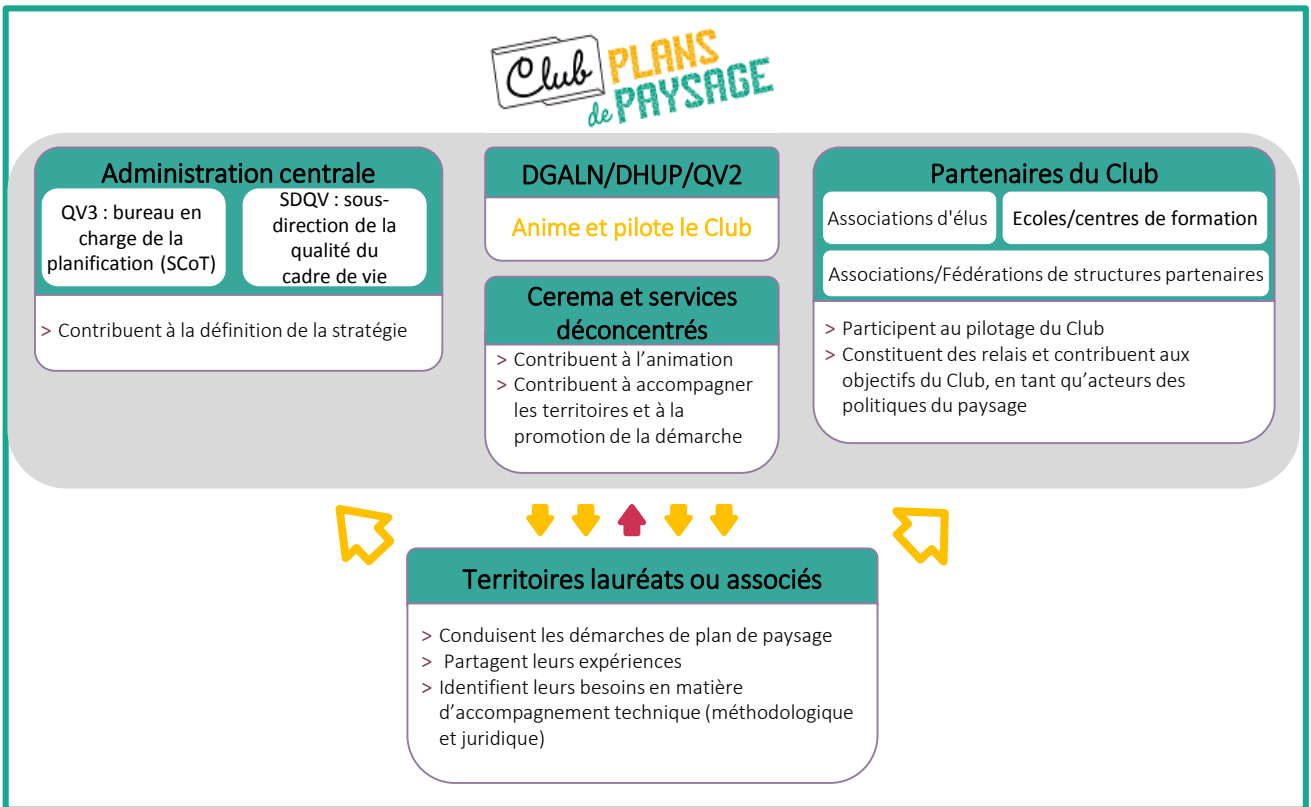 Club PLANS
de PAYSAGE
Administration centrale
QV3 : bureau en
charge de la
planification (SCoT)
SDQV : sous-
direction de la
qualité du
cadre de vie
> Contribuent à la définition de la stratégie
DGALN/DHUP/QV2
Anime et pilote le Club
Cerema et services
déconcentrés
> Contribuent à l’animation
> Contribuent à accompagner
les territoires et à la
promotion de la démarche
Partenaires du Club
Associations d'élus
Ecoles/centres de formation
Associations/Fédérations de structures partenaires
> Participent au pilotage du Club
> Constituent des relais et contribuent aux
objectifs du Club, en tant qu’acteurs des
politiques du paysage
Territoires lauréats ou associés
> Conduisent les démarches de plan de paysage
> Partagent leurs expériences
> Identifient leurs besoins en matière
d’accompagnement technique (méthodologique
et juridique)